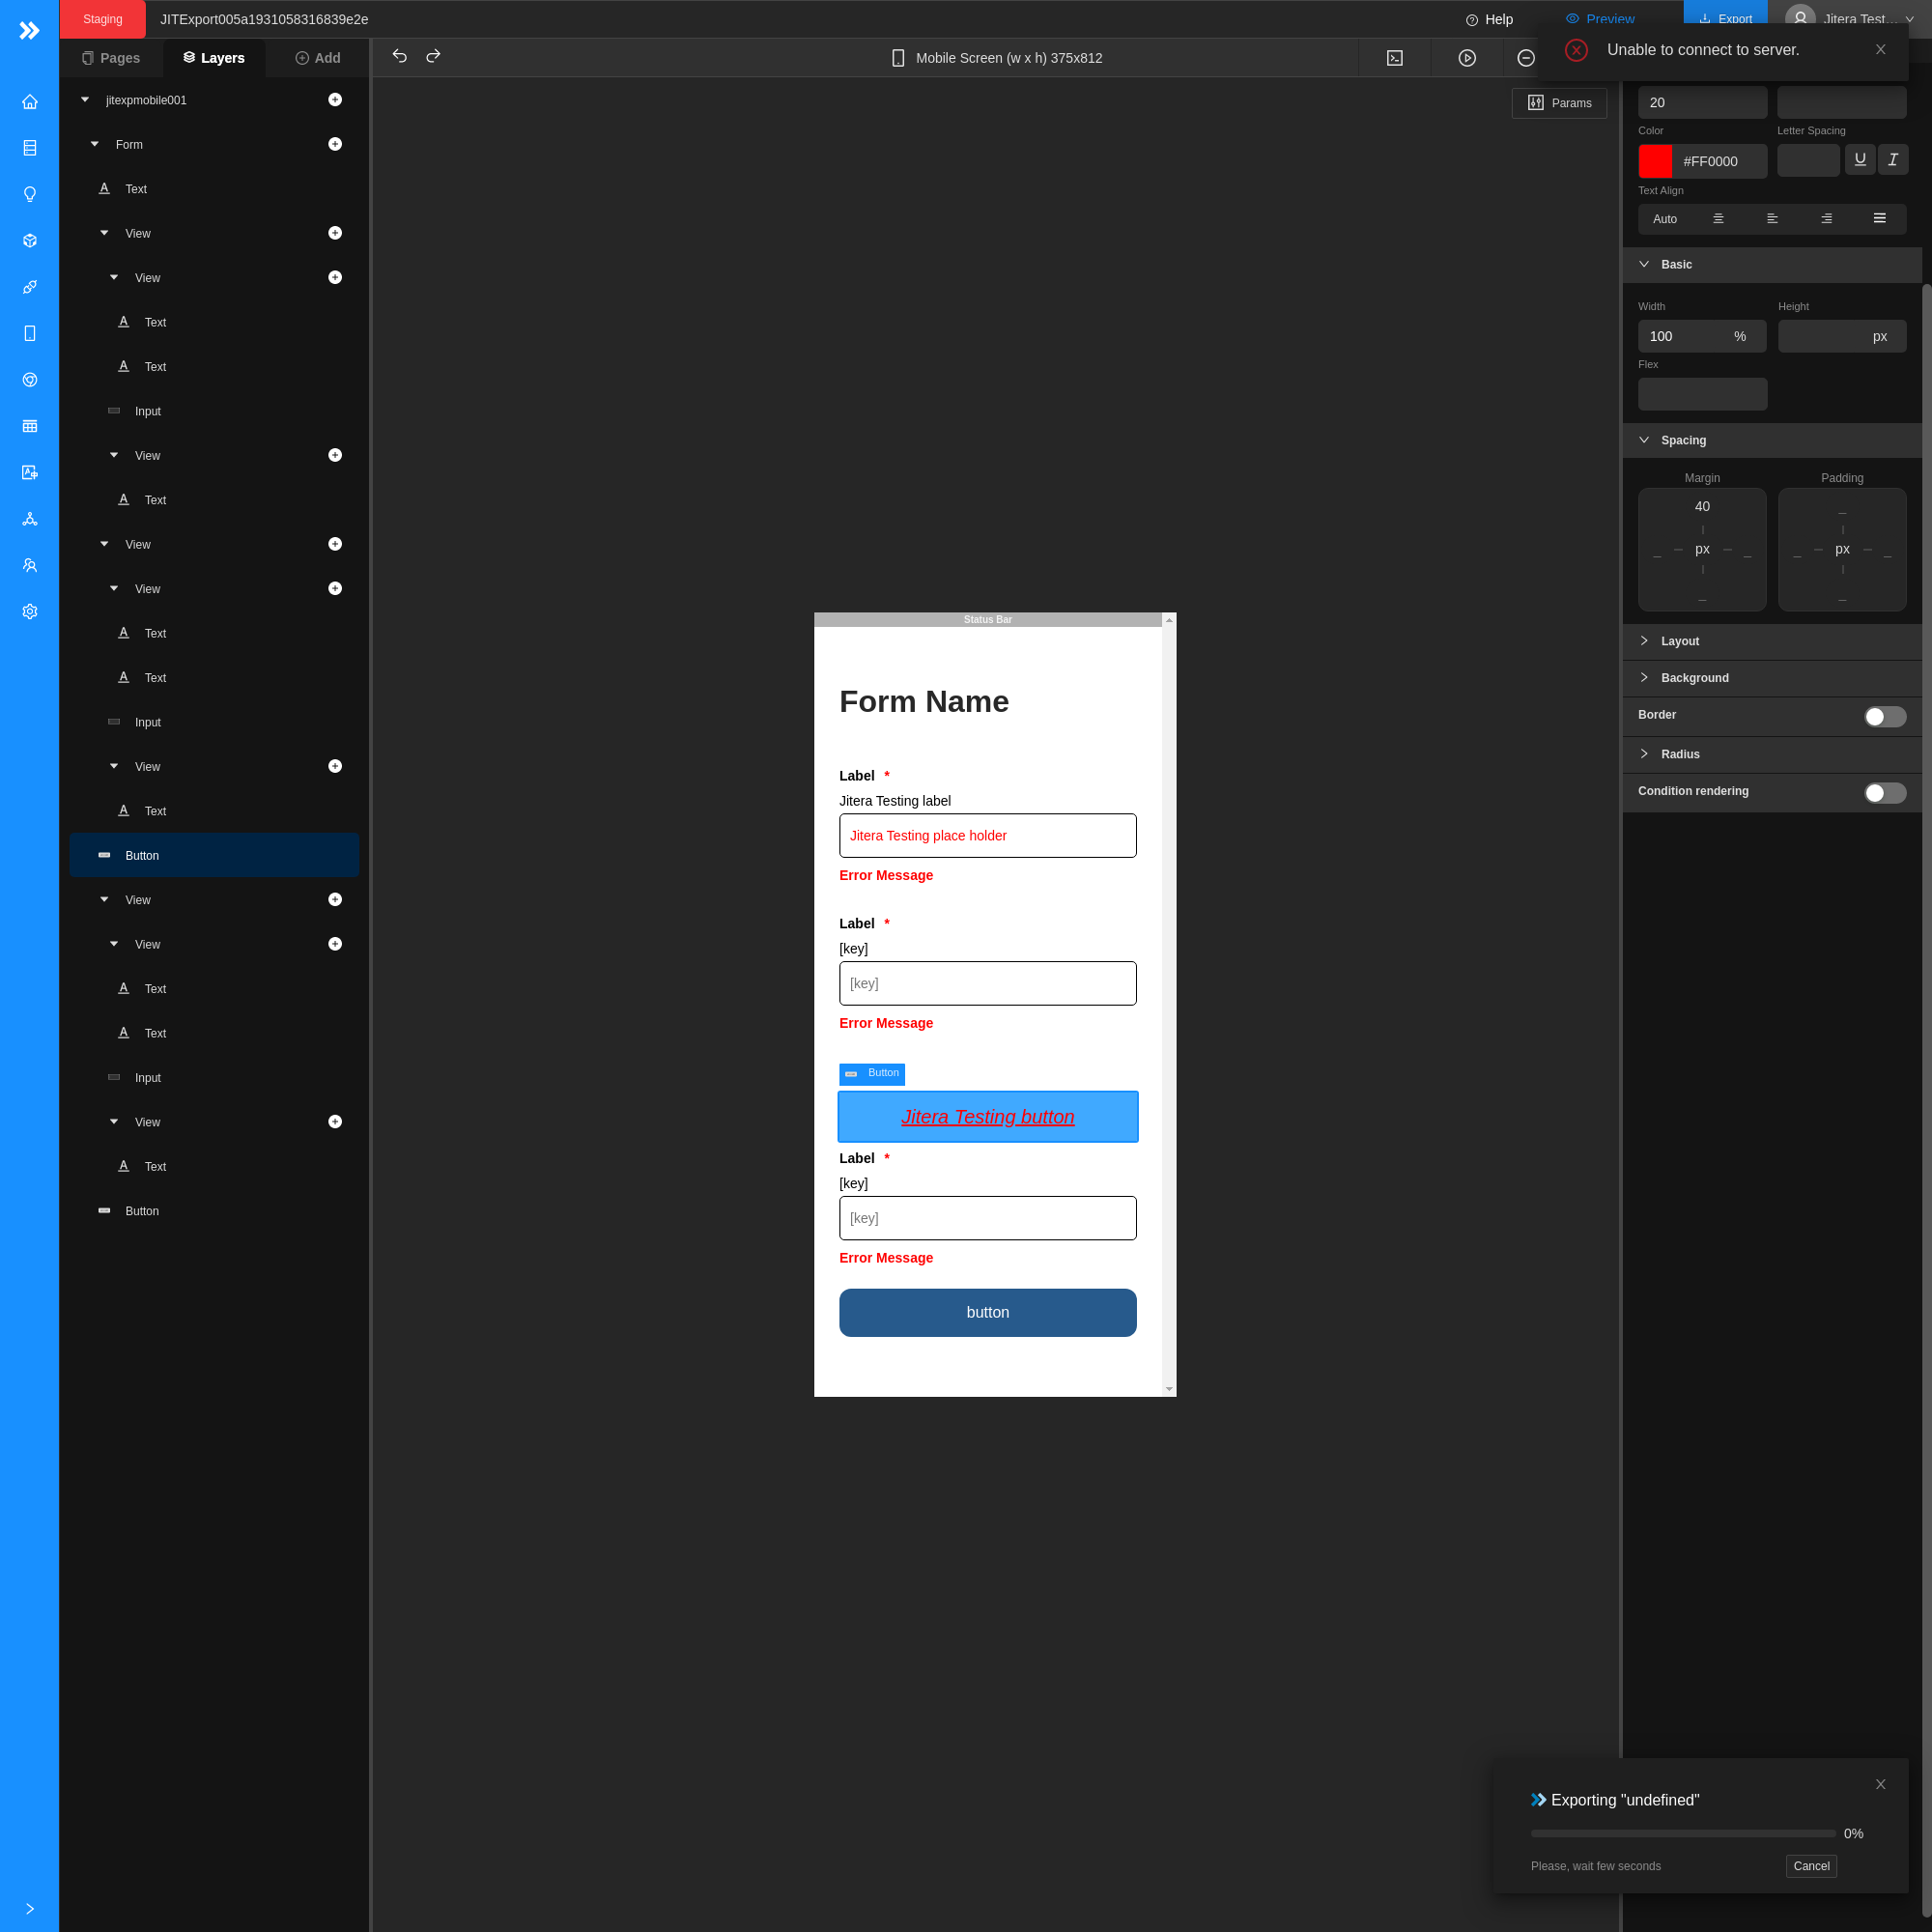 Staging
JITExport005a1931058316839e2e
Help
Preview
Export
Jitera Test...
Unable to connect to server.
Pages
Layers
Add
Mobile Screen (w x h) 375x812
Params
jitexpmobile001
Form
Text
View
View
Text
Text
Input
View
Text
View
View
Text
Text
Input
View
Text
Button
View
View
Text
Text
Input
View
Text
Button
Status Bar
Form Name
Label *
Jitera Testing label
Jitera Testing place holder
Error Message
Label *
[key]
[key]
Error Message
Button
Jitera Testing button
Label *
[key]
[key]
Error Message
button
20
Color
Letter Spacing
#FF0000
Text Align
Auto
Basic
Width
Height
100 %
px
Flex
Spacing
Margin
Padding
40
px
px
Layout
Background
Border
Radius
Condition rendering
Exporting "undefined"
0%
Please, wait few seconds
Cancel